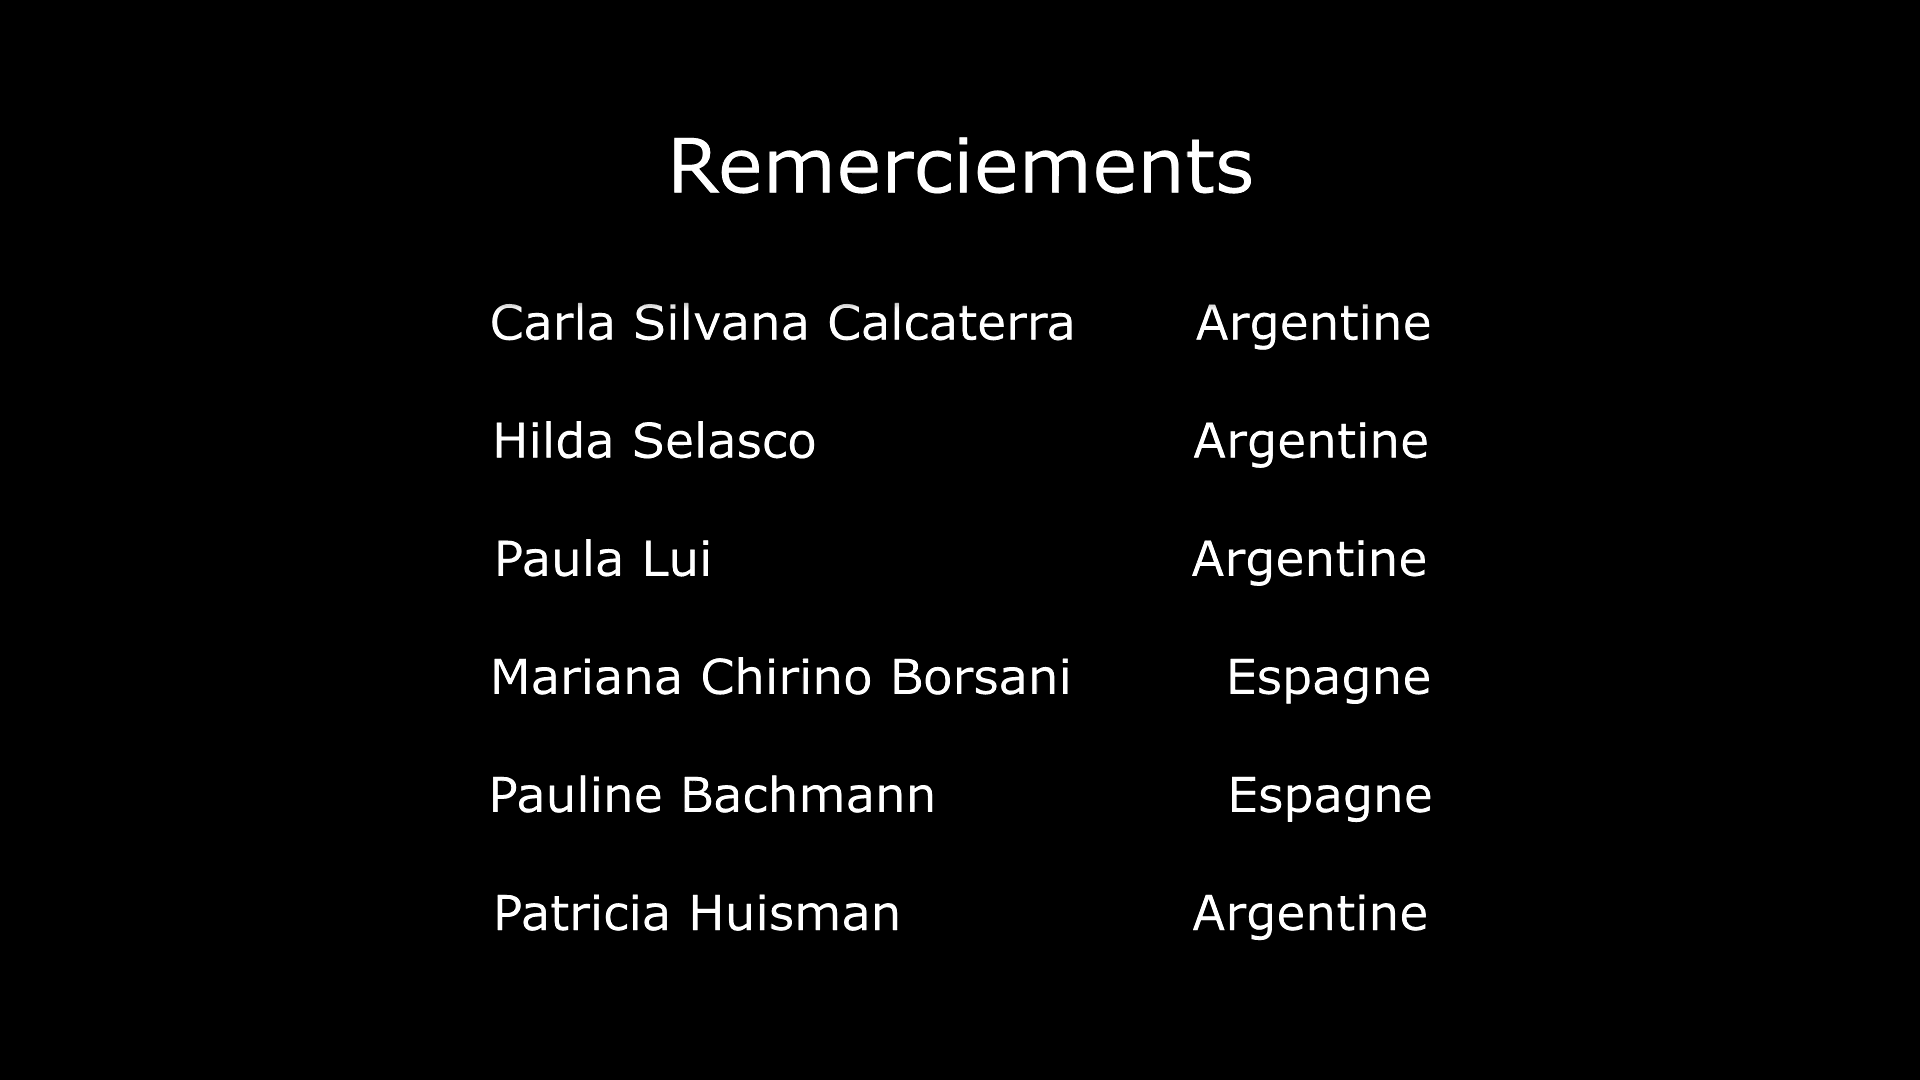 Remerciements
Carla Silvana Calcaterra Argentine
Hilda Selasco Argentine
Paula Lui Argentine
Mariana Chirino Borsani Espagne
Pauline Bachmann Espagne
Patricia Huisman Argentine